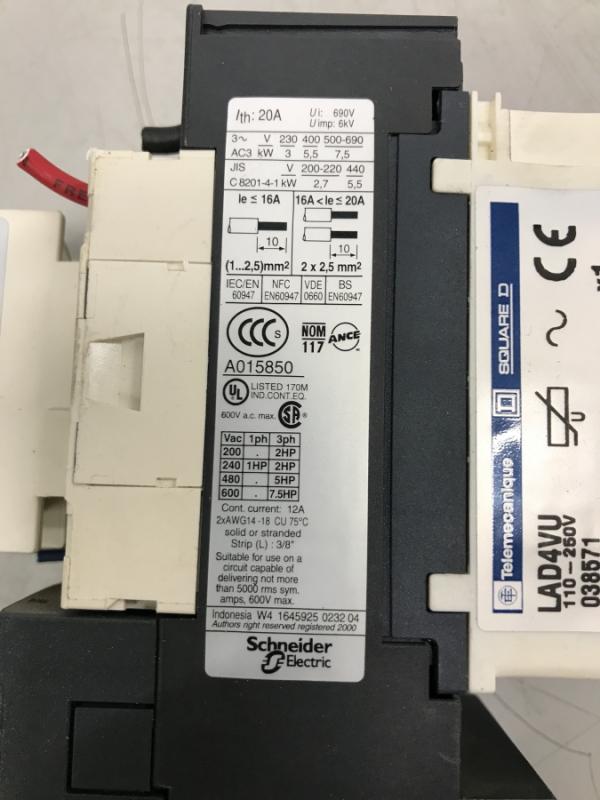 Ith: 20A
Ui: 690V
Uimp: 6kV
3~ V 230 400 500-690
AC3 kW 3 5,5 7,5
JIS V 200-220 440
C 8201-4-1 kW 2,7 5,5
Ie ≤ 16A 16A < Ie ≤ 20A
10 10
(1...2,5)mm² 2 x 2,5 mm²
IEC/EN NFC VDE BS
60947 EN60947 0660 EN60947
CCC S NOM 117 ANCE
A015850
UL LISTED 170M
IND.CONT.EQ.
600V a.c. max. SA
Vac 1ph 3ph
200 . 2HP
240 1HP 2HP
480 . 5HP
600 . 7.5HP
Cont. current: 12A
2xAWG14-18 CU 75°C
solid or stranded
Strip (L) : 3/8"
Suitable for use on a
circuit capable of
delivering not more
than 5000 rms sym.
amps, 600V max.
Indonesia W4 1645925 0232 04
Authors right reserved registered 2000
Schneider
Electric
FRE
CE
U
Telemecanique SQUARE D
LAD4VU
110-250V
038571